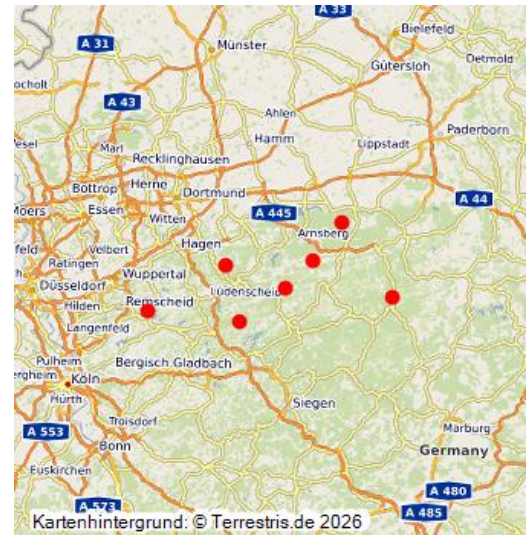 A 33
A 31
Bielefeld
Münster
Detmold
Gütersloh
ocholt
A 43
Ahlen
Paderborn
esel
Marl
Hamm
Lippstadt
Recklinghausen
Bottrop
Herne
Dortmund
A 44
Moers
Essen
Witten
A 445
Arnsberg
Hagen
feld
Velbert
Ratingen
Wuppertal
Düsseldorf
Lüdenscheid
Hilden
Remscheid
Langenfeld
Pulheim
Bergisch Gladbach
ergheim
Köln
Siegen
Hürth
Troisdorf
Marburg
A 553
Bonn
Germany
Euskirchen
A 480
A 573
A 485
Kartenhintergrund: © Terrestris.de 2026